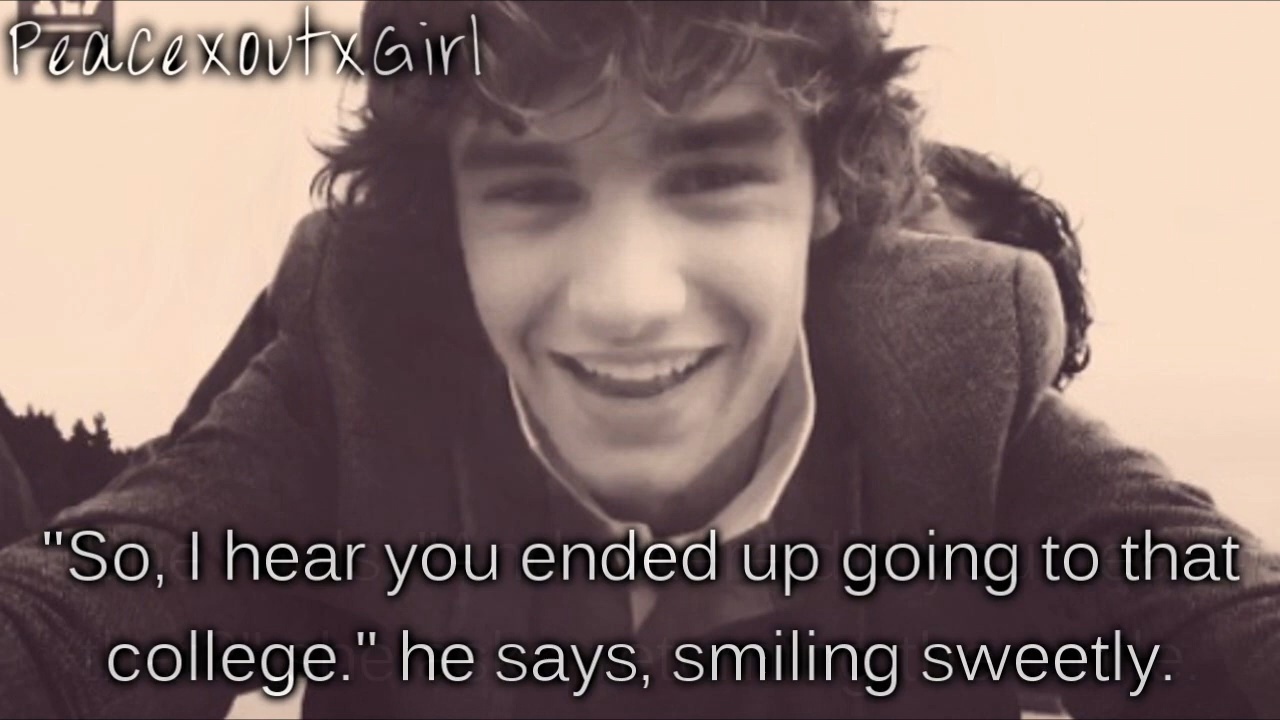 PeacexoutxGirl
"So, I hear you ended up going to that
college." he says, smiling sweetly.